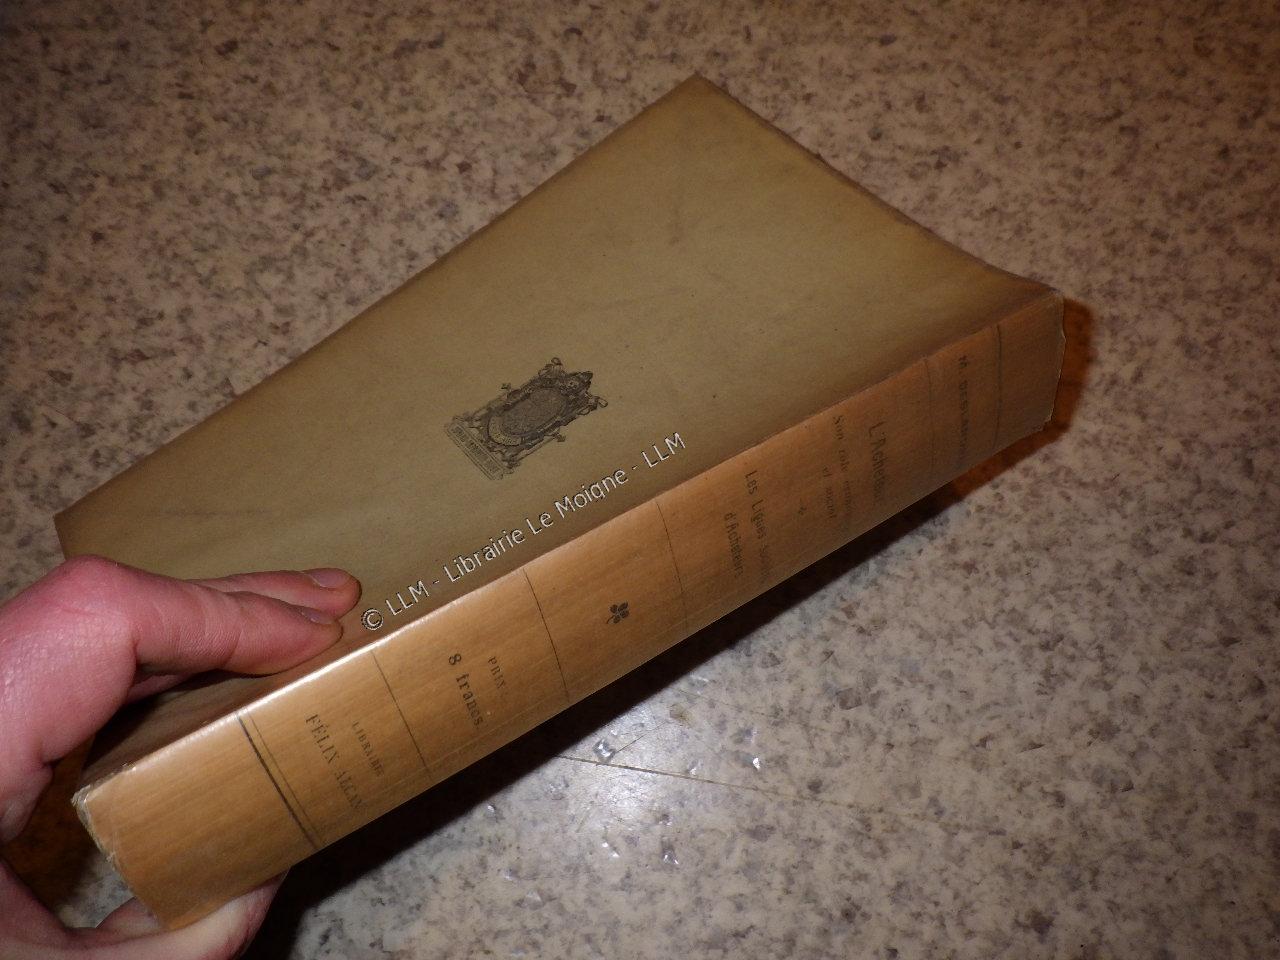 L'Acheteur
Son rôle économique
et social
Les Ligues Sociales
d'Acheteurs
PRIX
8 francs.
LIBRAIRIE
FÉLIX ALCAN
© LLM - Librairie Le Moigne - LLM